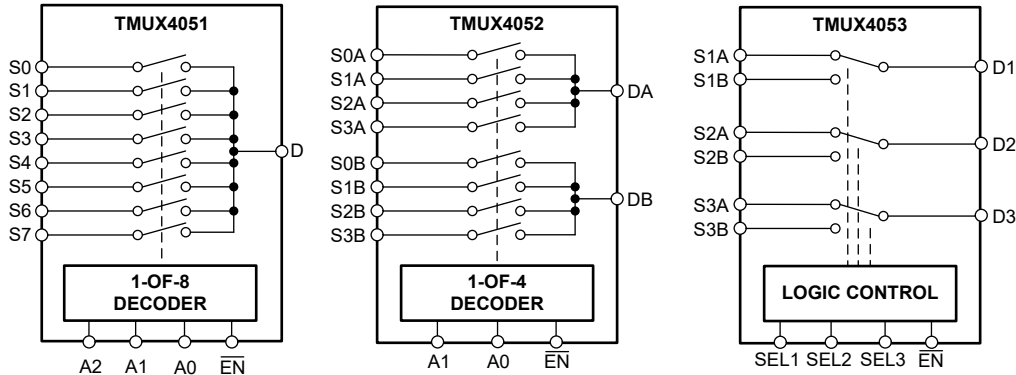 TMUX4051
S0
S1
S2
S3
S4
S5
S6
S7
D
1-OF-8
DECODER
A2 A1 A0 EN
TMUX4052
S0A
S1A
S2A
S3A
S0B
S1B
S2B
S3B
DA
DB
1-OF-4
DECODER
A1 A0 EN
TMUX4053
S1A
S1B
S2A
S2B
S3A
S3B
D1
D2
D3
LOGIC CONTROL
SEL1 SEL2 SEL3 EN